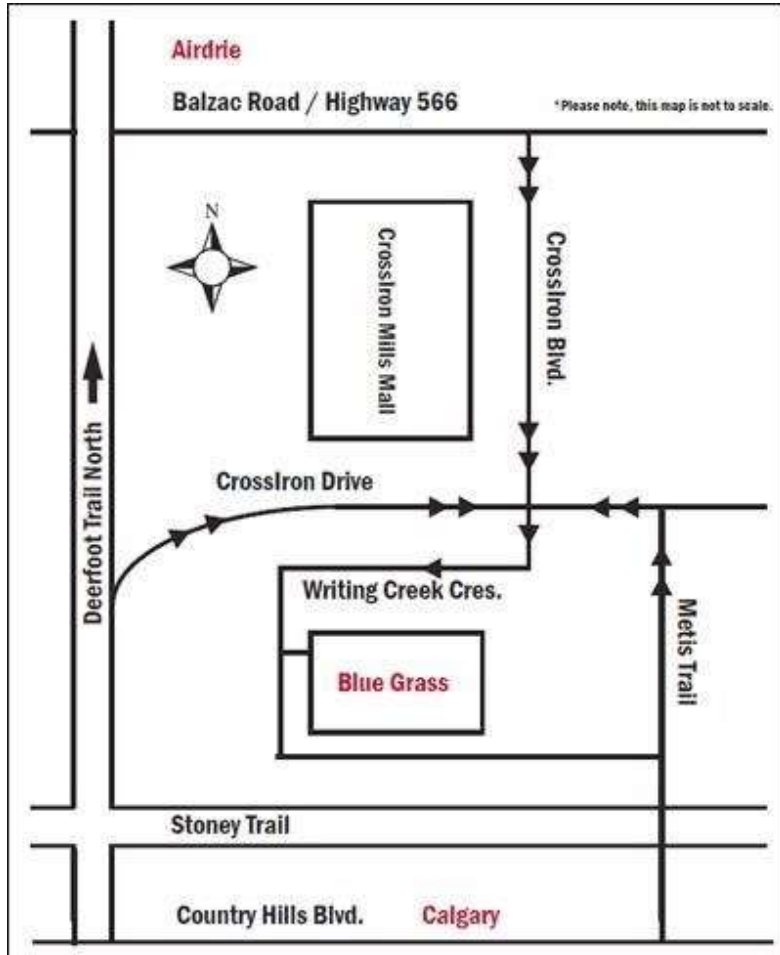 Airdrie
Balzac Road / Highway 566
*Please note, this map is not to scale.
N
CrossIron Mills Mall
CrossIron Blvd.
Deerfoot Trail North
CrossIron Drive
Writing Creek Cres.
Metis Trail
Blue Grass
Stoney Trail
Country Hills Blvd.
Calgary